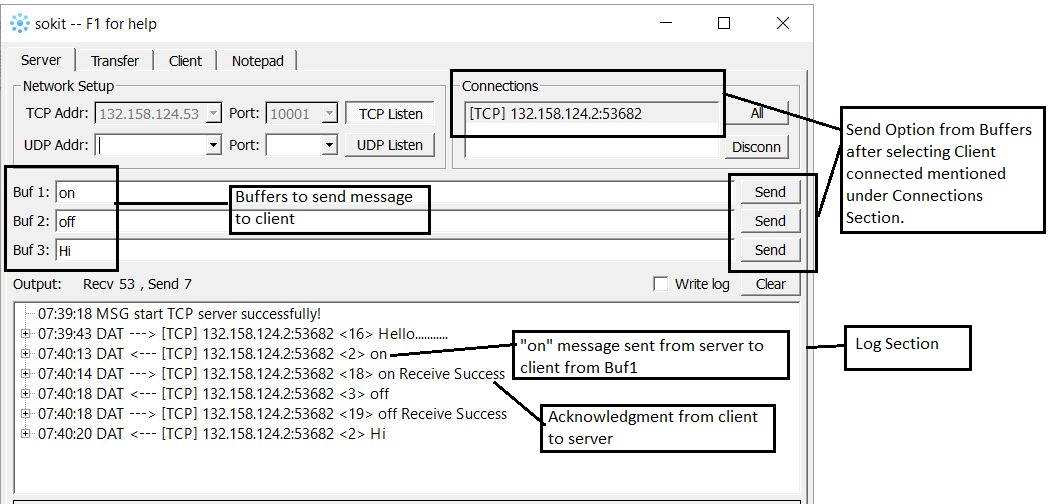 sokit -- F1 for help
Server Transfer Client Notepad
Network Setup
Connections
TCP Addr: 132.158.124.53 Port: 10001 TCP Listen
[TCP] 132.158.124.2:53682
All
UDP Addr: Port: UDP Listen
Disconn
Send Option from Buffers
after selecting Client
connected mentioned
under Connections
Section.
Buf 1: on
Send
Buf 2: off
Send
Buf 3: Hi
Send
Buffers to send message
to client
Output: Recv 53 , Send 7
Write log
Clear
07:39:18 MSG start TCP server successfully!
07:39:43 DAT ---> [TCP] 132.158.124.2:53682 <16> Hello...........
07:40:13 DAT <--- [TCP] 132.158.124.2:53682 <2> on
07:40:14 DAT ---> [TCP] 132.158.124.2:53682 <18> on Receive Success
07:40:18 DAT <--- [TCP] 132.158.124.2:53682 <3> off
07:40:18 DAT ---> [TCP] 132.158.124.2:53682 <19> off Receive Success
07:40:20 DAT <--- [TCP] 132.158.124.2:53682 <2> Hi
"on" message sent from server to
client from Buf1
Log Section
Acknowledgment from client
to server